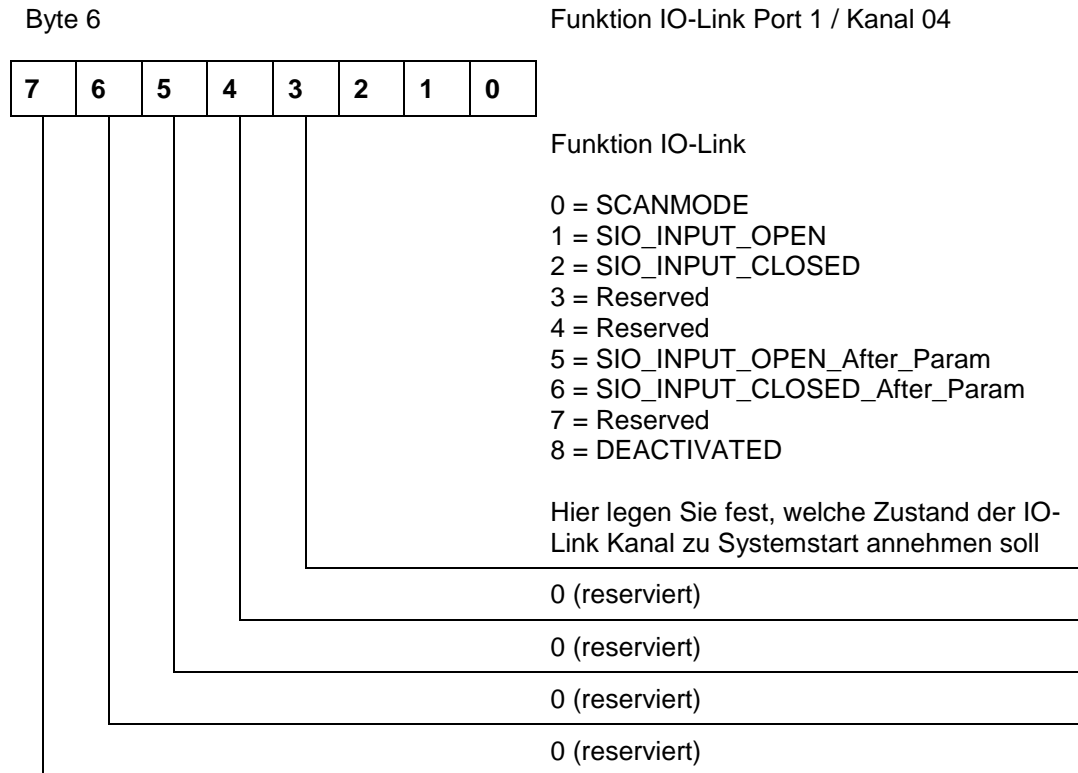 Byte 6 Funktion IO-Link Port 1 / Kanal 04
7 6 5 4 3 2 1 0
Funktion IO-Link
0 = SCANMODE
1 = SIO_INPUT_OPEN
2 = SIO_INPUT_CLOSED
3 = Reserved
4 = Reserved
5 = SIO_INPUT_OPEN_After_Param
6 = SIO_INPUT_CLOSED_After_Param
7 = Reserved
8 = DEACTIVATED
Hier legen Sie fest, welche Zustand der IO-
Link Kanal zu Systemstart annehmen soll
0 (reserviert)
0 (reserviert)
0 (reserviert)
0 (reserviert)